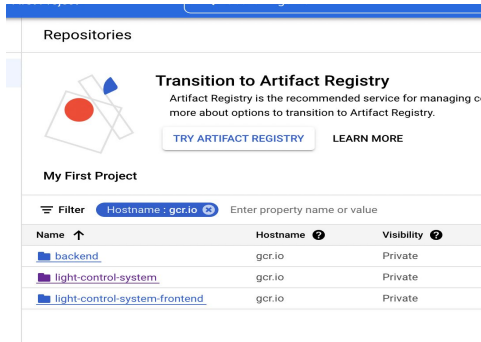 Repositories
Transition to Artifact Registry
Artifact Registry is the recommended service for managing
more about options to transition to Artifact Registry.
TRY ARTIFACT REGISTRY LEARN MORE
My First Project
Filter Hostname : gcr.io Enter property name or value
Name Hostname Visibility
backend gcr.io Private
light-control-system gcr.io Private
light-control-system-frontend gcr.io Private